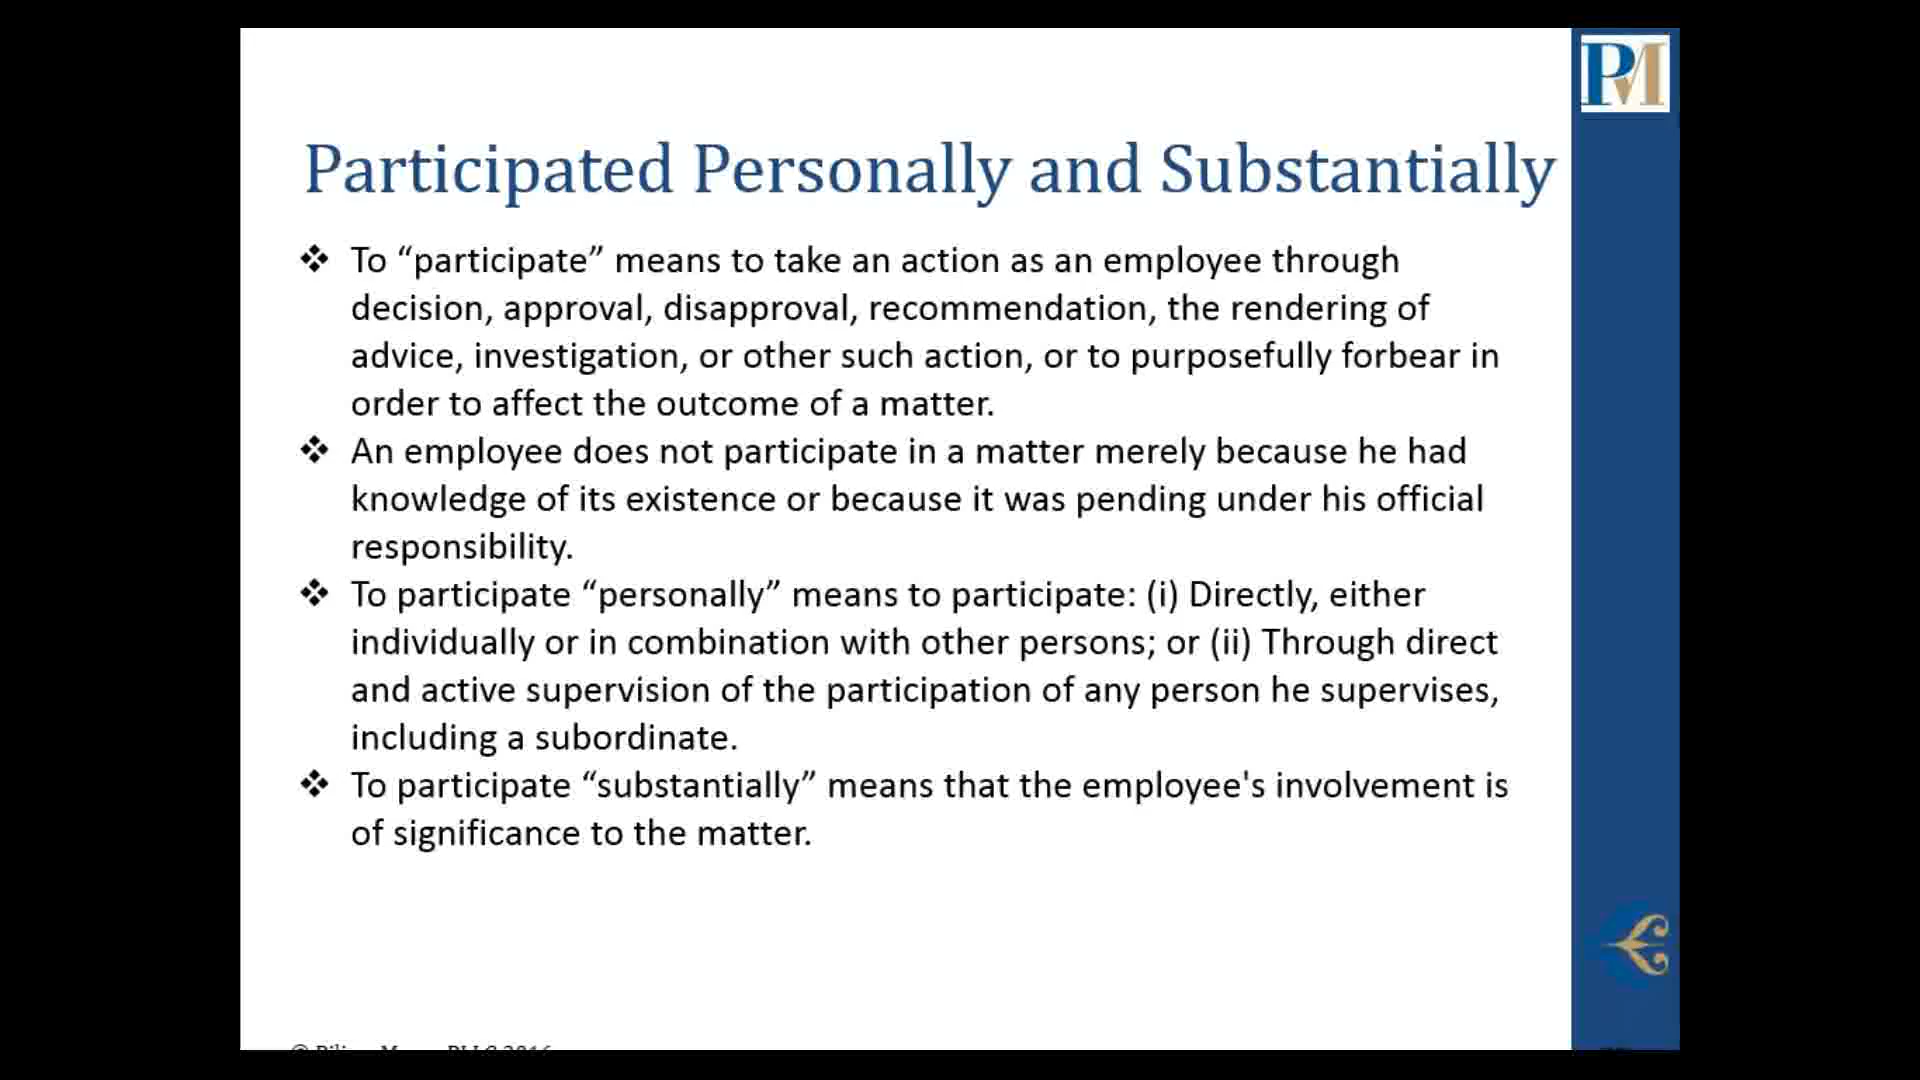 PM
Participated Personally and Substantially
❖ To “participate” means to take an action as an employee through
decision, approval, disapproval, recommendation, the rendering of
advice, investigation, or other such action, or to purposefully forbear in
order to affect the outcome of a matter.
❖ An employee does not participate in a matter merely because he had
knowledge of its existence or because it was pending under his official
responsibility.
❖ To participate “personally” means to participate: (i) Directly, either
individually or in combination with other persons; or (ii) Through direct
and active supervision of the participation of any person he supervises,
including a subordinate.
❖ To participate “substantially” means that the employee's involvement is
of significance to the matter.
© PLLC 2016